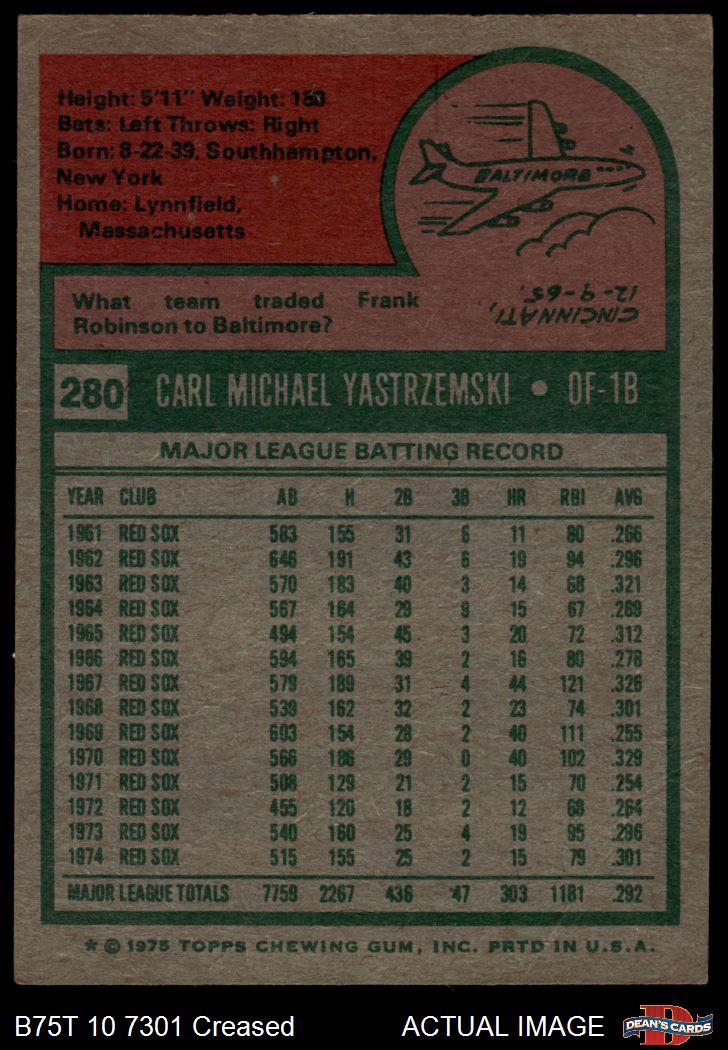 Height: 5'11" Weight: 180
Bats: Left Throws: Right
Born: 8-22-39, Southhampton,
New York
Home: Lynnfield,
Massachusetts
BALTIMORE
What team traded Frank
Robinson to Baltimore?
CINCINNATI,
12-9-65.
280 CARL MICHAEL YASTRZEMSKI • OF-1B
MAJOR LEAGUE BATTING RECORD
YEAR CLUB AB H 2B 3B HR RBI AVG
1961 RED SOX 583 155 31 6 11 80 .266
1962 RED SOX 646 191 43 6 19 94 .296
1963 RED SOX 570 183 40 3 14 68 .321
1964 RED SOX 567 164 29 9 15 67 .289
1965 RED SOX 494 154 45 3 20 72 .312
1966 RED SOX 594 165 39 2 16 80 .278
1967 RED SOX 579 189 31 4 44 121 .326
1968 RED SOX 539 162 32 2 23 74 .301
1969 RED SOX 603 154 28 2 40 111 .255
1970 RED SOX 566 186 29 0 40 102 .329
1971 RED SOX 508 129 21 2 15 70 .254
1972 RED SOX 455 120 18 2 12 68 .264
1973 RED SOX 540 160 25 4 19 95 .296
1974 RED SOX 515 155 25 2 15 79 .301
MAJOR LEAGUE TOTALS 7759 2267 436 47 303 1181 .292
* © 1975 TOPPS CHEWING GUM, INC. PRTD IN U.S.A.
B75T 10 7301 Creased ACTUAL IMAGE
D
DEAN'S CARDS